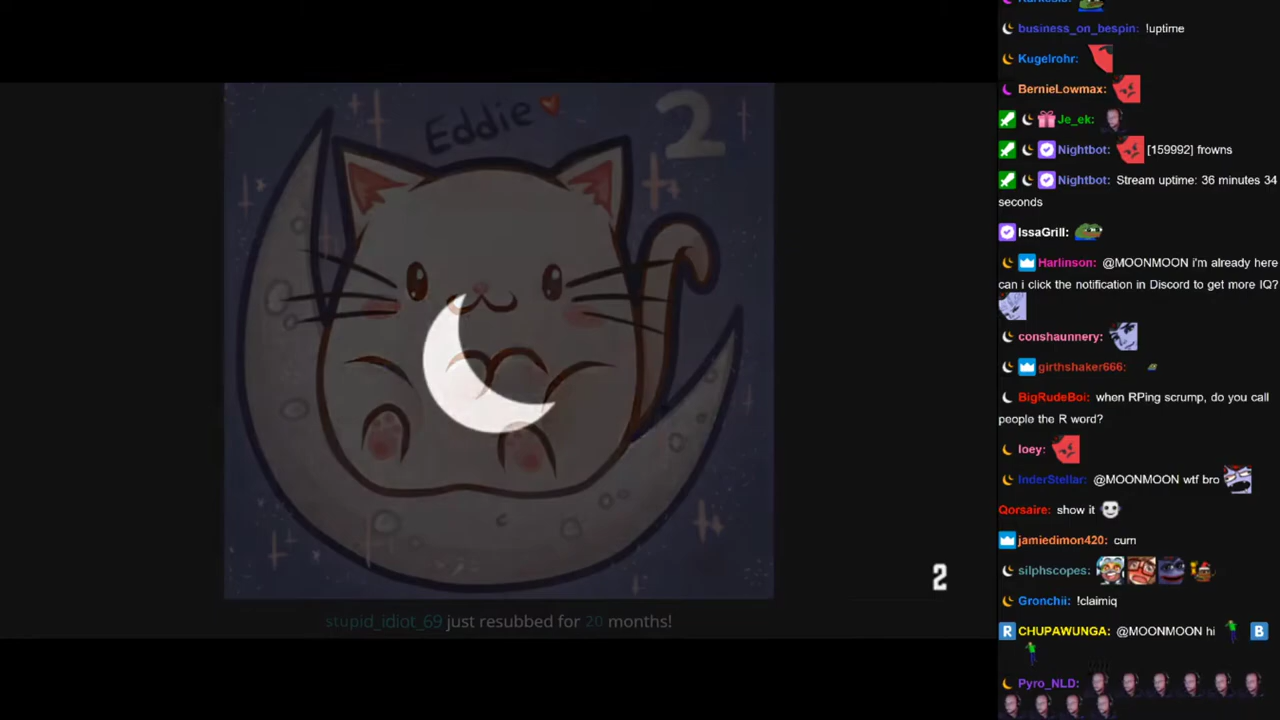 Eddie
2
2
stupid_idiot_69 just resubbed for 20 months!
business_on_bespin: !uptime
Kugelrohr:
BernieLowmax:
Je_ek:
Nightbot: [159992] frowns
Nightbot: Stream uptime: 36 minutes 34
seconds
IssaGrill:
Harlinson: @MOONMOON i'm already here
can i click the notification in Discord to get more IQ?
conshaunnery:
girthshaker666:
BigRudeBoi: when RPing scrump, do you call
people the R word?
InderStellar: @MOONMOON wtf bro
Qorsaire: show it
jamiedimon420: cum
silphscopes:
Gronchii: !claimiq
R CHUPAWUNGA: @MOONMOON hi B
Pyro_NLD: